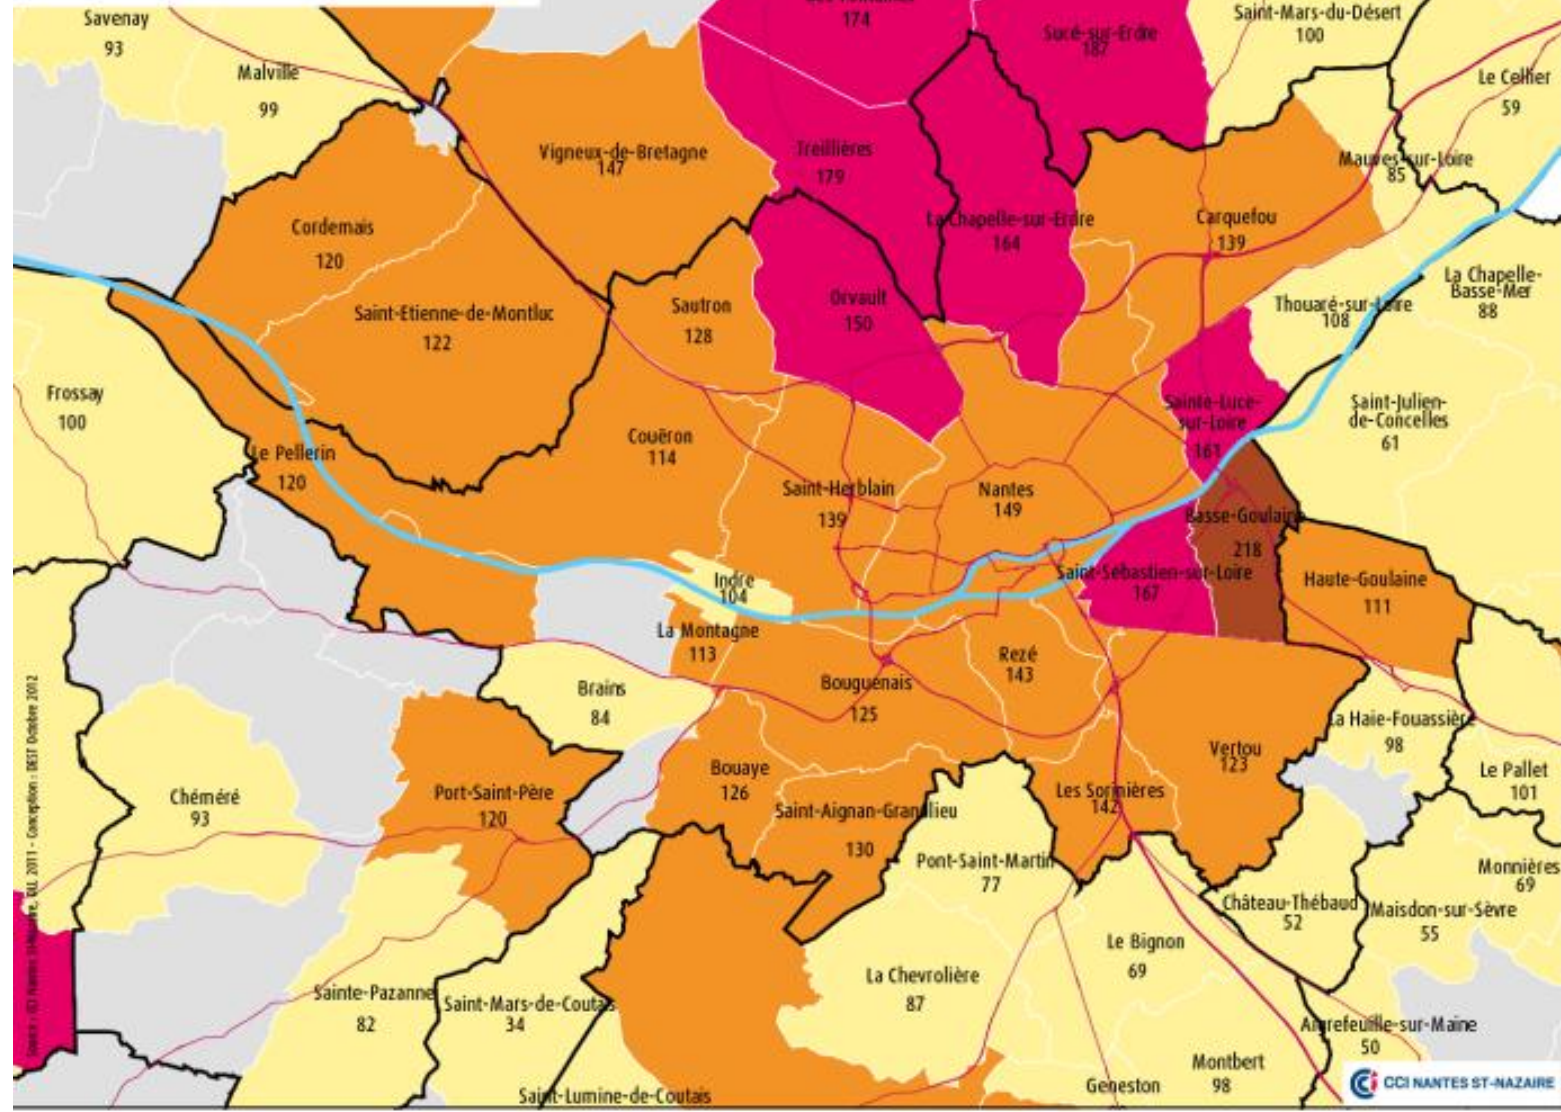 174
Sucé-sur-Erdre
187
Saint-Mars-du-Désert
100
Savenay
93
Malville
99
Le Cellier
59
Vigneux-de-Bretagne
147
Treillières
179
Mauves-sur-Loire
85
Cordemais
120
La Chapelle-sur-Erdre
164
Carquefou
139
Saint-Etienne-de-Montluc
122
Sautron
128
Orvault
150
Thouaré-sur-Loire
108
La Chapelle-
Basse-Mer
88
Frossay
100
Le Pellerin
120
Couëron
114
Saint-Herblain
139
Nantes
149
Sainte-Luce-
sur-Loire
161
Saint-Julien-
de-Concelles
61
Basse-Goulaine
218
Indre
104
Saint-Sébastien-sur-Loire
167
Haute-Goulaine
111
La Montagne
113
Brains
84
Bouguenais
125
Rezé
143
Vertou
123
La Haie-Fouassière
98
Le Pallet
101
Chéméré
93
Port-Saint-Père
120
Bouaye
126
Saint-Aignan-Grandlieu
130
Les Sorinières
142
Pont-Saint-Martin
77
Château-Thébaud
52
Monnières
69
Maisdon-sur-Sèvre
55
Sainte-Pazanne
82
Saint-Mars-de-Coutais
34
La Chevrolière
87
Le Bignon
69
Aigrefeuille-sur-Maine
50
Saint-Lumine-de-Coutais
Geneston
Montbert
98
Conception : DEST Octobre 2012
CCI NANTES ST-NAZAIRE